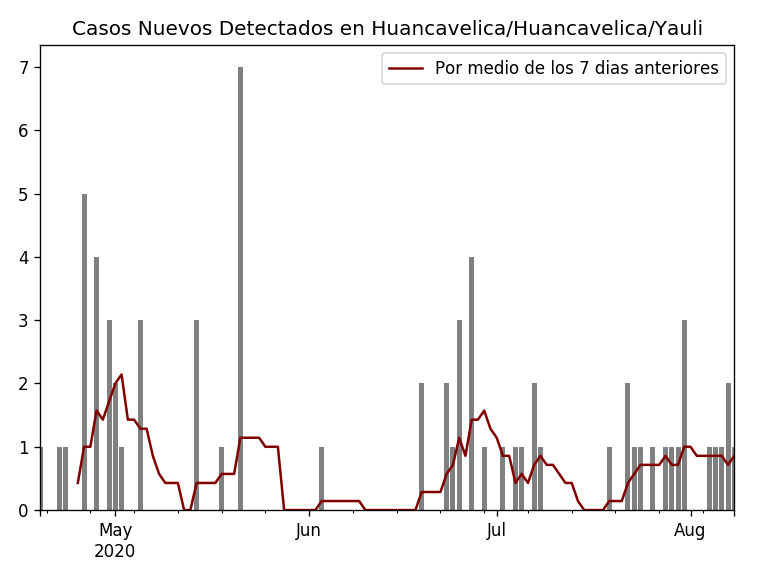 Casos Nuevos Detectados en Huancavelica/Huancavelica/Yauli
Por medio de los 7 dias anteriores
7
6
5
4
3
2
1
0
May
2020
Jun
Jul
Aug